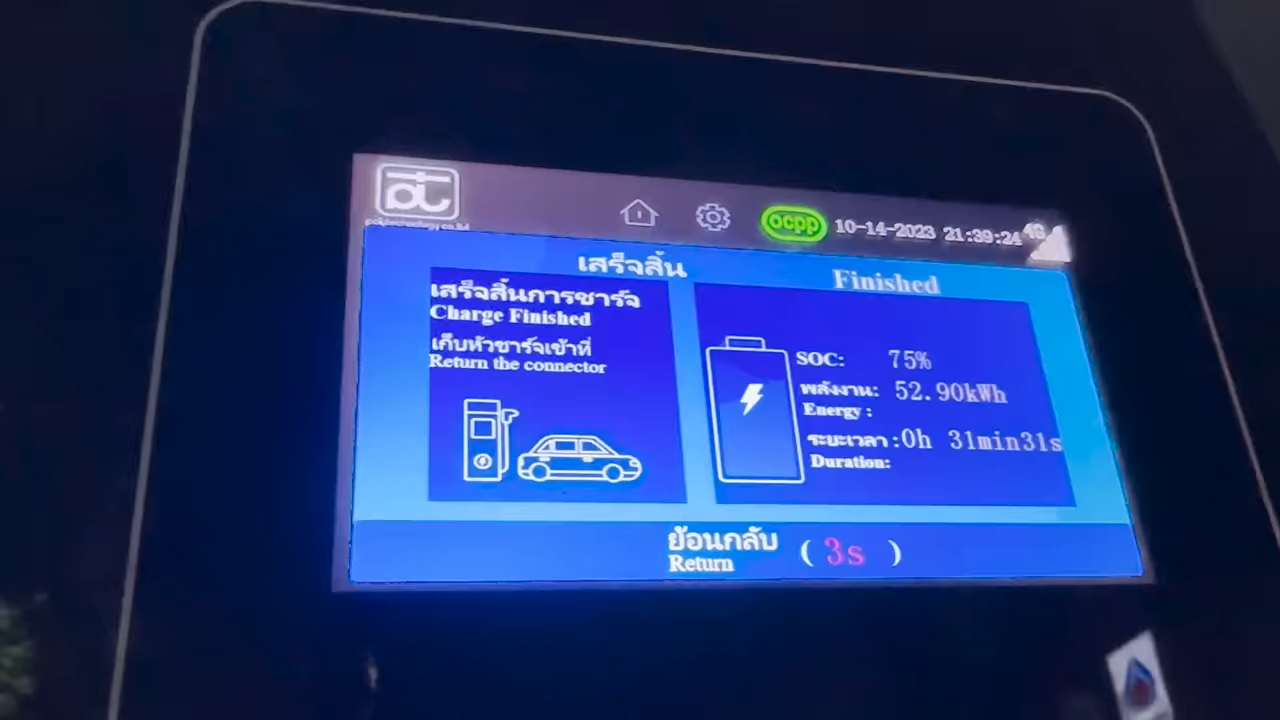 ocpp 10-14-2023 21:39:24 4G
เสร็จสิ้น Finished
เสร็จสิ้นการชาร์จ
Charge Finished
เก็บหัวชาร์จเข้าที่
Return the connector
SOC: 75%
พลังงาน: 52.90kWh
Energy :
ระยะเวลา : 0h 31min31s
Duration:
ย้อนกลับ ( 3s )
Return